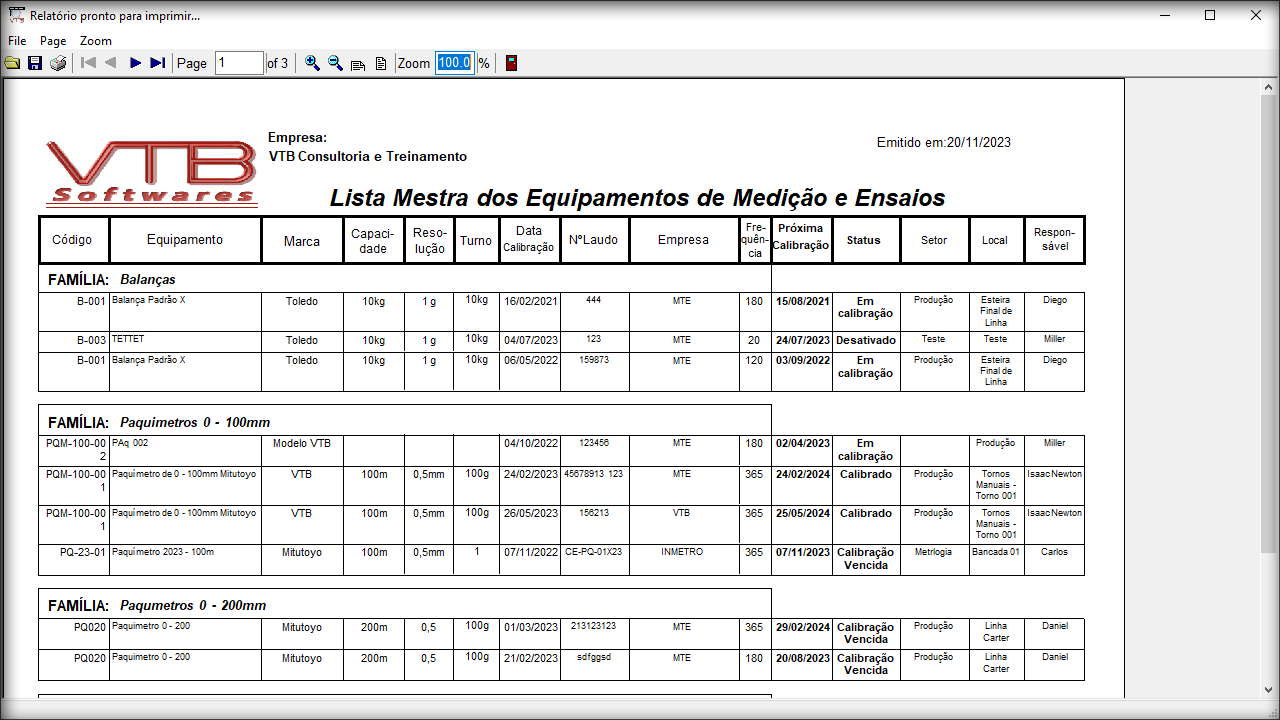 Relatório pronto para imprimir...
File Page Zoom
Page 1 of 3 Zoom 100.0 %
VTB
Softwares
Empresa:
VTB Consultoria e Treinamento
Emitido em:20/11/2023
Lista Mestra dos Equipamentos de Medição e Ensaios
Código Equipamento Marca Capaci-dade Reso-lução Turno Data Calibração NºLaudo Empresa Fre-quên-cia Próxima Calibração Status Setor Local Respon-sável
FAMÍLIA: Balanças
B-001 Balança Padrão X Toledo 10kg 1 g 10kg 16/02/2021 444 MTE 180 15/08/2021 Em calibração Produção Esteira Final de Linha Diego
B-003 TETTET Toledo 10kg 1 g 10kg 04/07/2023 123 MTE 20 24/07/2023 Desativado Teste Teste Miller
B-001 Balança Padrão X Toledo 10kg 1 g 10kg 06/05/2022 159873 MTE 120 03/09/2022 Em calibração Produção Esteira Final de Linha Diego
FAMÍLIA: Paquimetros 0 - 100mm
PQM-100-002 PAq 002 Modelo VTB 04/10/2022 123456 MTE 180 02/04/2023 Em calibração Produção Miller
PQM-100-001 Paquímetro de 0 - 100mm Mitutoyo VTB 100m 0,5mm 100g 24/02/2023 45678913 123 MTE 365 24/02/2024 Calibrado Produção Tornos Manuais - Torno 001 Isaac Newton
PQM-100-001 Paquímetro de 0 - 100mm Mitutoyo VTB 100m 0,5mm 100g 26/05/2023 156213 VTB 365 25/05/2024 Calibrado Produção Tornos Manuais - Torno 001 Isaac Newton
PQ-23-01 Paquímetro 2023 - 100m Mitutoyo 100m 0,5mm 1 07/11/2022 CE-PQ-01X23 INMETRO 365 07/11/2023 Calibração Vencida Metrlogia Bancada 01 Carlos
FAMÍLIA: Paqumetros 0 - 200mm
PQ020 Paquimetro 0 - 200 Mitutoyo 200m 0,5 100g 01/03/2023 213123123 MTE 365 29/02/2024 Calibração Vencida Produção Linha Carter Daniel
PQ020 Paquimetro 0 - 200 Mitutoyo 200m 0,5 100g 21/02/2023 sdfggsd MTE 180 20/08/2023 Calibração Vencida Produção Linha Carter Daniel